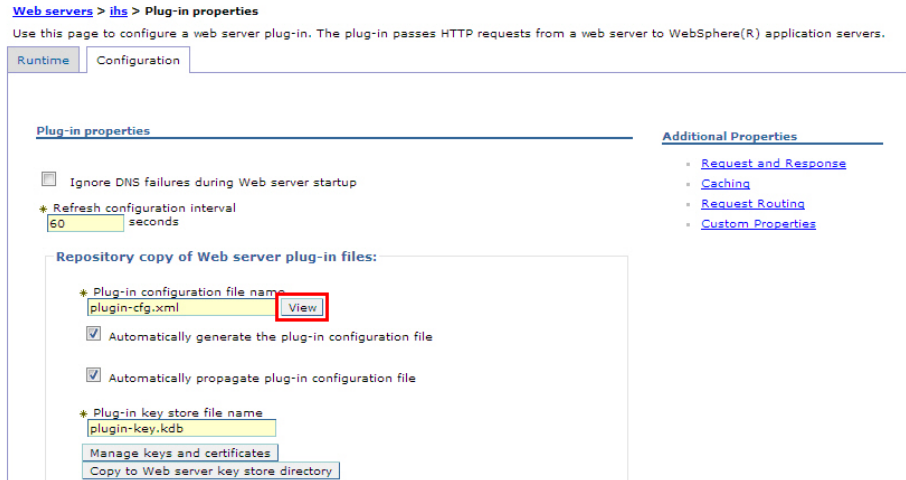 Web servers > ihs > Plug-in properties
Use this page to configure a web server plug-in. The plug-in passes HTTP requests from a web server to WebSphere(R) application servers.
Runtime
Configuration
Plug-in properties
Ignore DNS failures during Web server startup
* Refresh configuration interval
60 seconds
Repository copy of Web server plug-in files:
* Plug-in configuration file name
plugin-cfg.xml View
Automatically generate the plug-in configuration file
Automatically propagate plug-in configuration file
* Plug-in key store file name
plugin-key.kdb
Manage keys and certificates
Copy to Web server key store directory
Additional Properties
Request and Response
Caching
Request Routing
Custom Properties